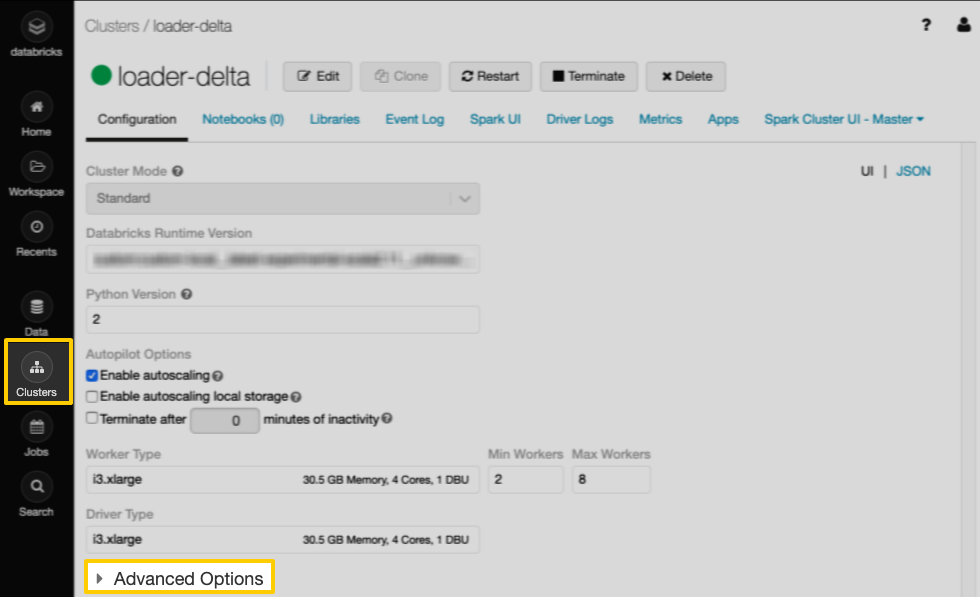 databricks
Home
Workspace
Recents
Data
Clusters
Jobs
Search
Clusters / loader-delta
?
loader-delta
Edit
Clone
Restart
Terminate
Delete
Configuration Notebooks (0) Libraries Event Log Spark UI Driver Logs Metrics Apps Spark Cluster UI - Master
Cluster Mode ?
UI | JSON
Standard
Databricks Runtime Version
Python Version ?
2
Autopilot Options
Enable autoscaling ?
Enable autoscaling local storage ?
Terminate after 0 minutes of inactivity ?
Worker Type Min Workers Max Workers
i3.xlarge 30.5 GB Memory, 4 Cores, 1 DBU 2 8
Driver Type
i3.xlarge 30.5 GB Memory, 4 Cores, 1 DBU
Advanced Options